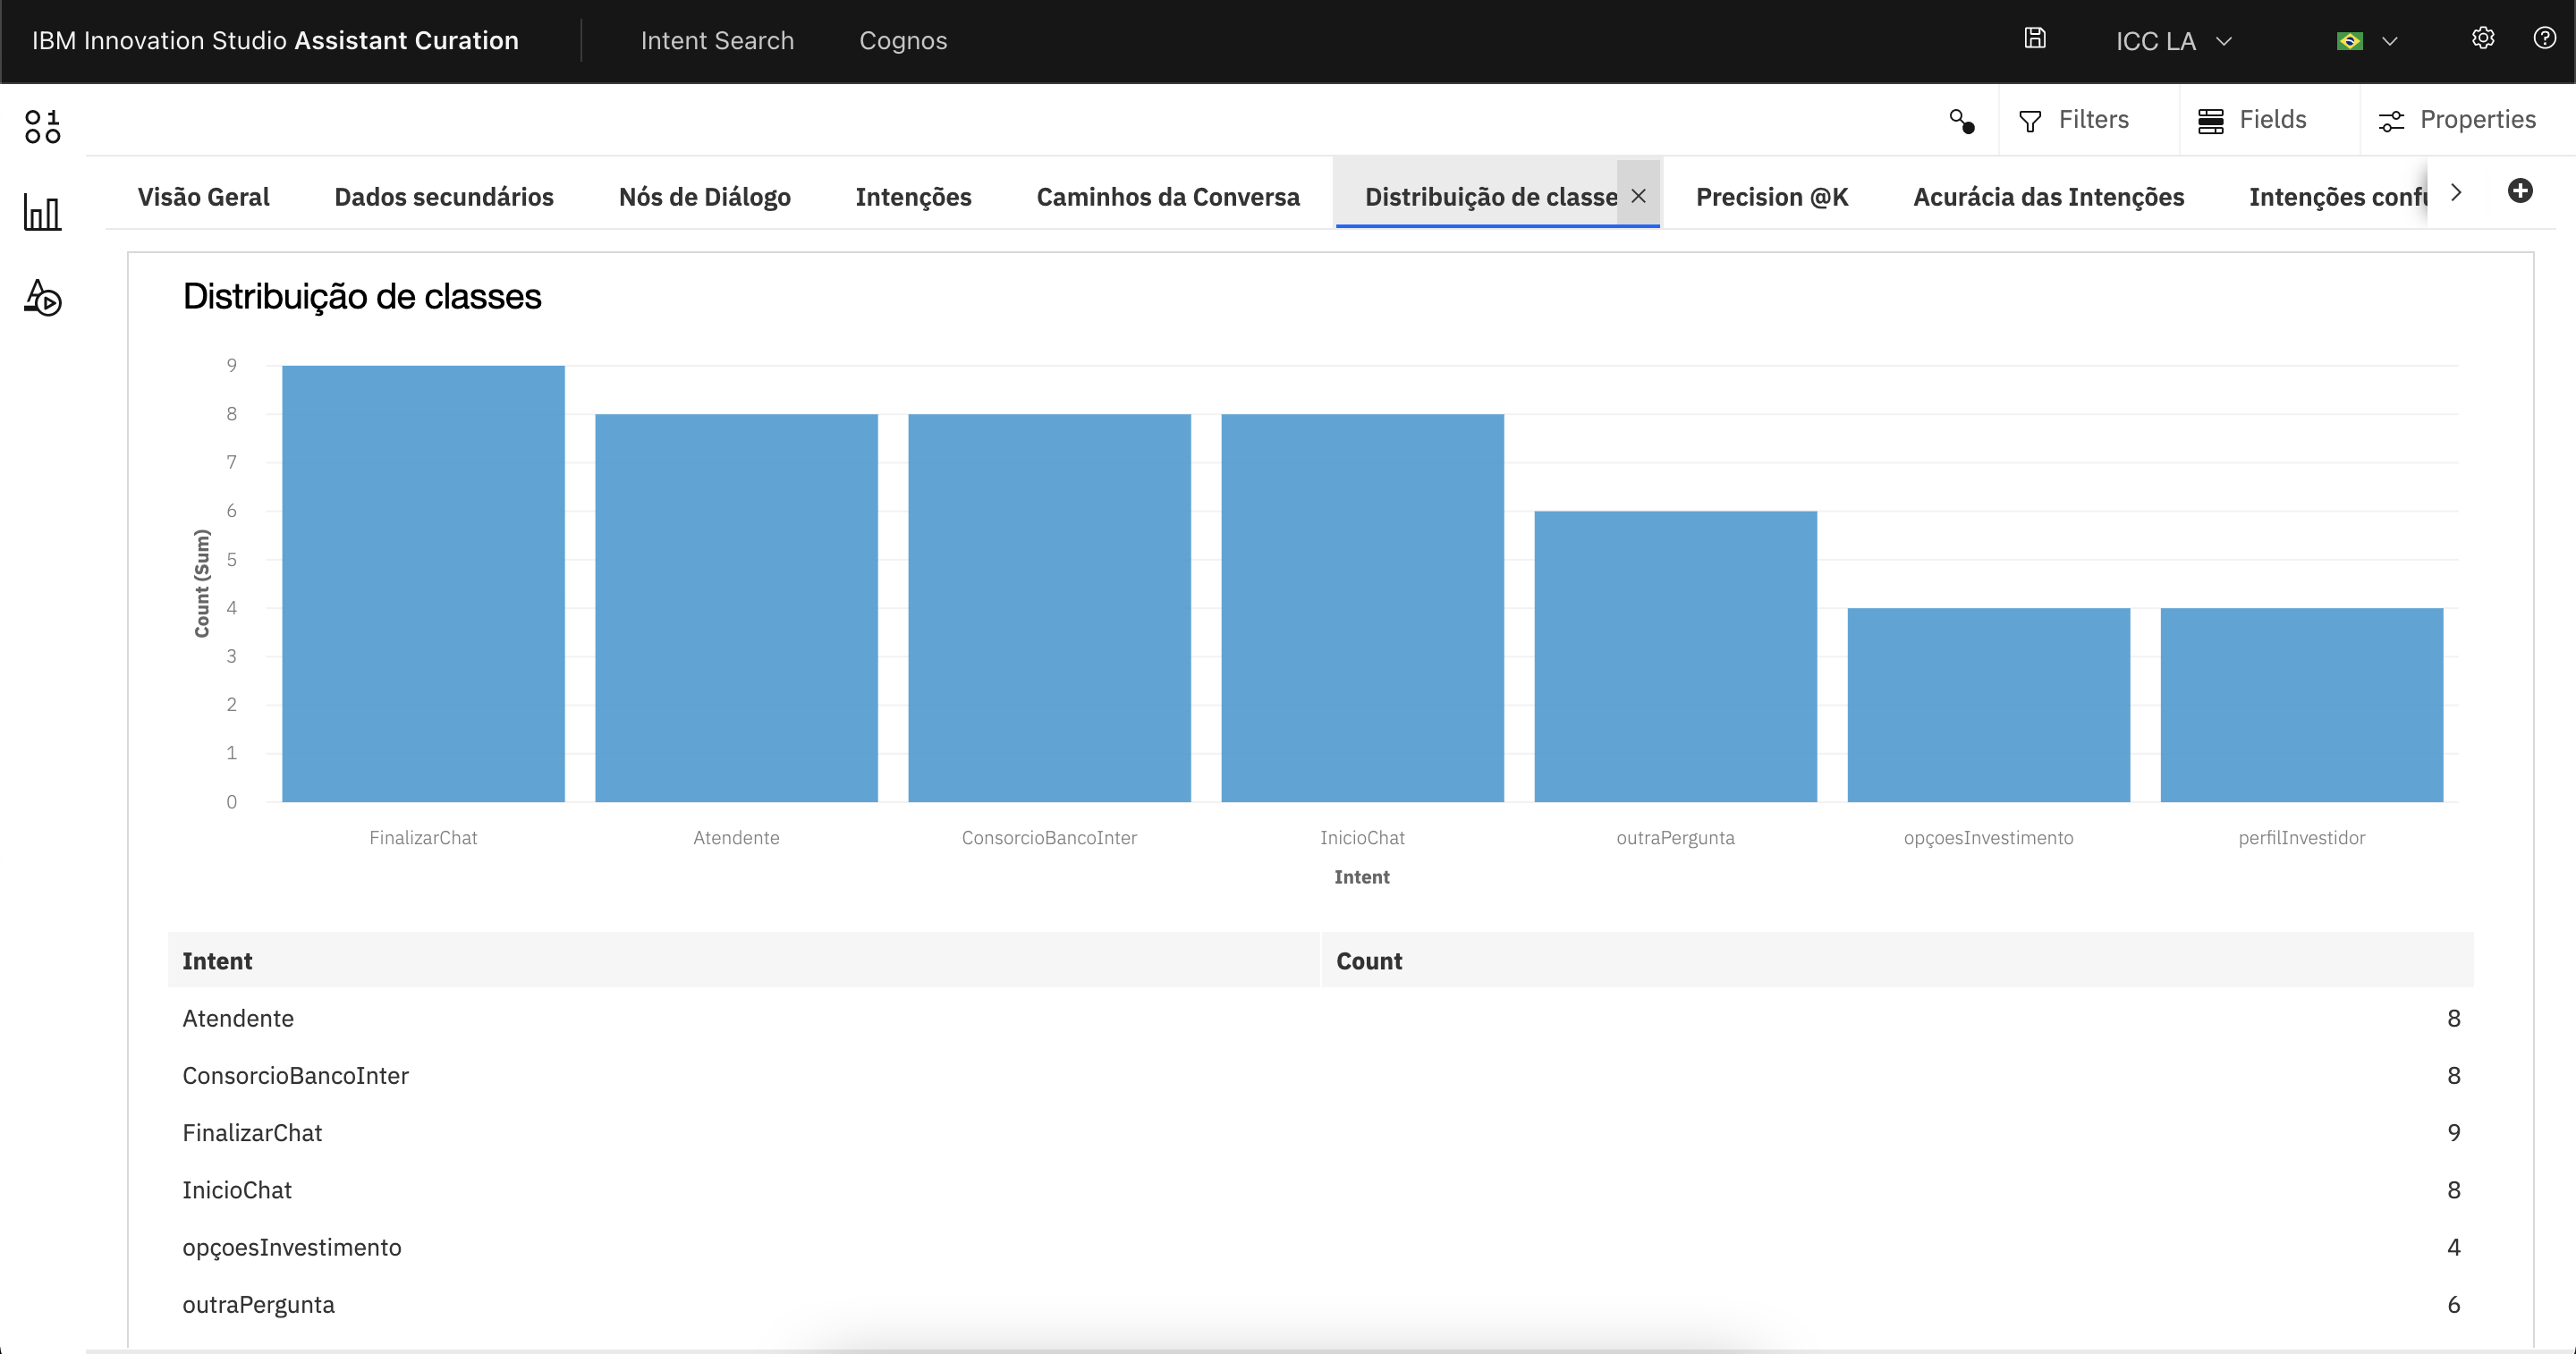 IBM Innovation Studio Assistant Curation Intent Search Cognos ICC LA
Filters Fields Properties
Visão Geral Dados secundários Nós de Diálogo Intenções Caminhos da Conversa Distribuição de classe Precision @K Acurácia das Intenções Intenções
Distribuição de classes
9
8
7
6
5
4
3
2
1
0
Count (Sum)
FinalizarChat Atendente ConsorcioBancoInter InicioChat outraPergunta opçoesInvestimento perfilInvestidor
Intent
Intent Count
Atendente 8
ConsorcioBancoInter 8
FinalizarChat 9
InicioChat 8
opçoesInvestimento 4
outraPergunta 6